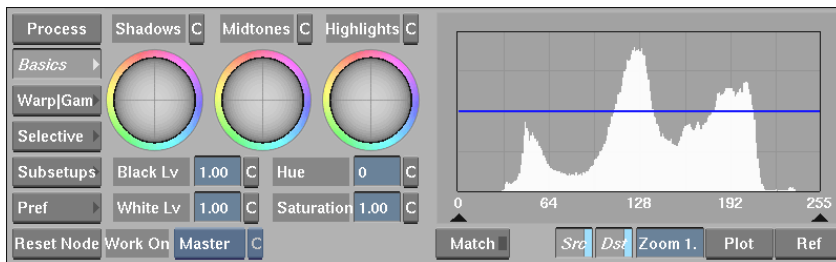 Process Shadows C Midtones C Highlights C
Basics
Warp|Gam
Selective
Subsetups Black Lv 1.00 C Hue 0 C
Pref White Lv 1.00 C Saturation 1.00 C
0 64 128 192 255
Reset Node Work On Master C Match Src Dst Zoom 1. Plot Ref